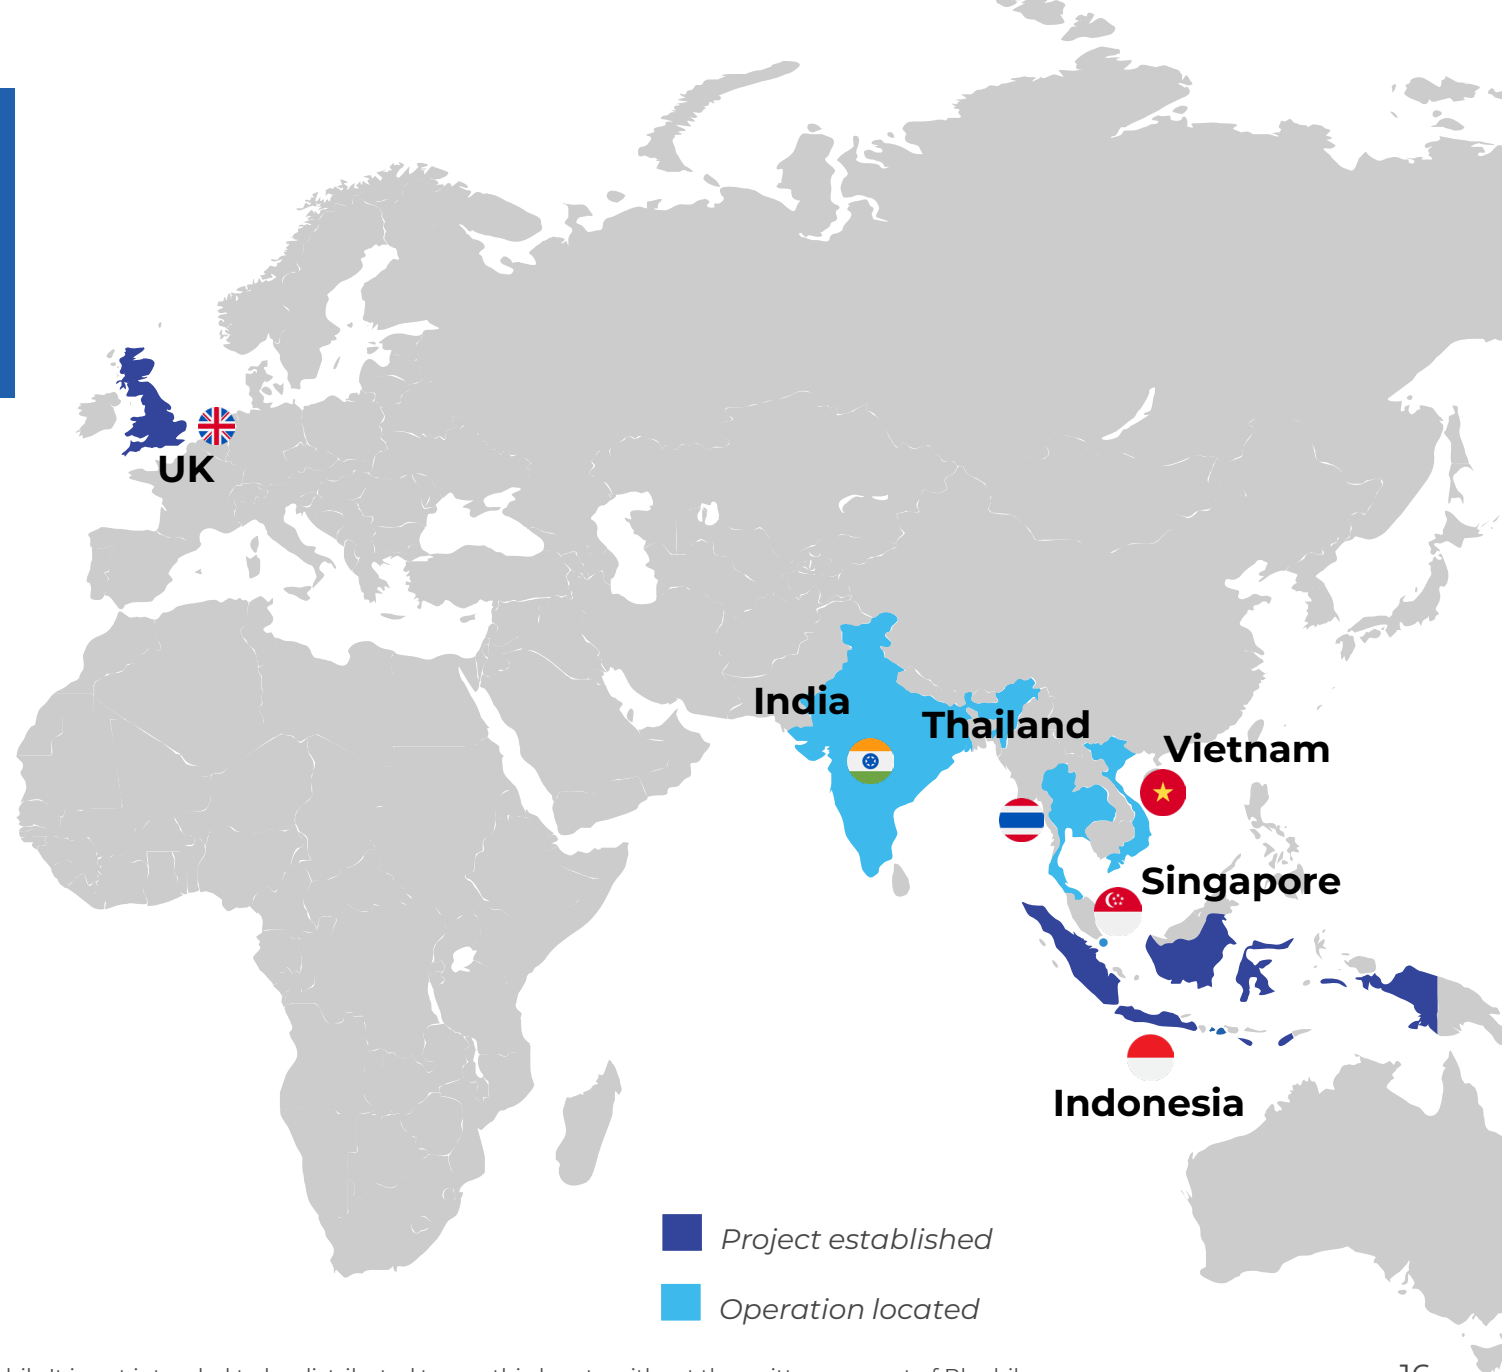 UK
India
Thailand
Vietnam
Singapore
Indonesia
Project established
Operation located